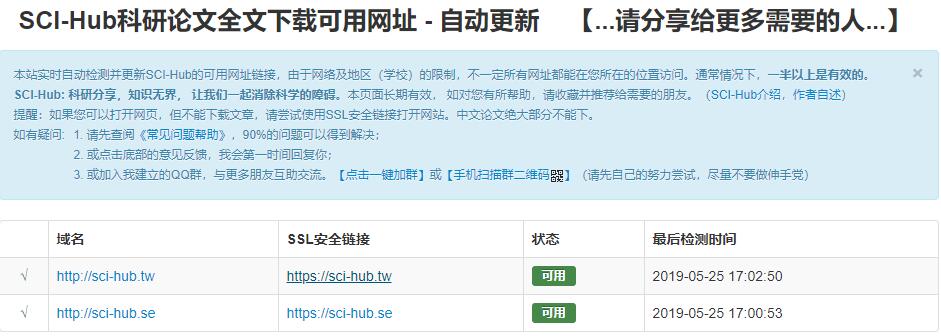 SCI-Hub科研论文全文下载可用网址 - 自动更新 【...请分享给更多需要的人...】
本站实时自动检测并更新SCI-Hub的可用网址链接，由于网络及地区（学校）的限制，不一定所有网址都能在您所在的位置访问。通常情况下，一半以上是有效的。 ×
SCI-Hub: 科研分享，知识无界， 让我们一起消除科学的障碍。本页面长期有效， 如对您有所帮助，请收藏并推荐给需要的朋友。（SCI-Hub介绍，作者自述）
提醒：如果您可以打开网页，但不能下载文章，请尝试使用SSL安全链接打开网站。中文论文绝大部分不能下。
如有疑问： 1. 请先查阅《常见问题帮助》，90%的问题可以得到解决；
2. 或点击底部的意见反馈，我会第一时间回复你；
3. 或加入我建立的QQ群，与更多朋友互助交流。【点击一键加群】或【手机扫描群二维码】（请先自己的努力尝试，尽量不要做伸手党）
域名 SSL安全链接 状态 最后检测时间
√ http://sci-hub.tw https://sci-hub.tw 可用 2019-05-25 17:02:50
√ http://sci-hub.se https://sci-hub.se 可用 2019-05-25 17:00:53